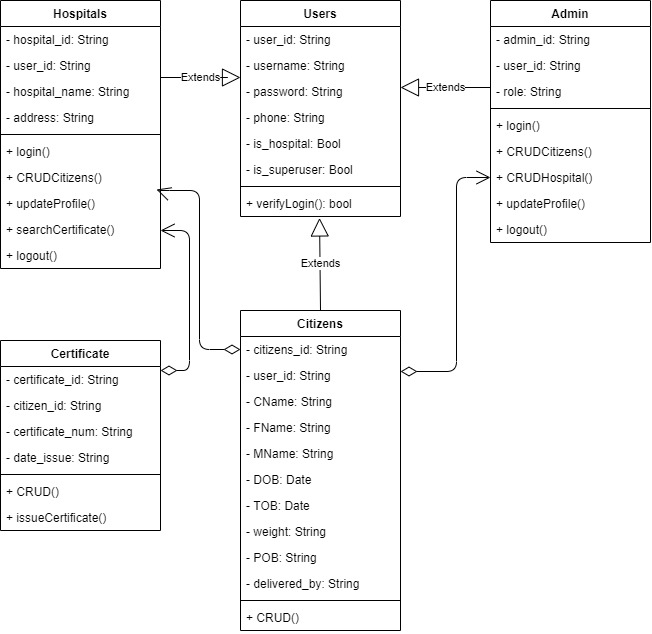 Hospitals
- hospital_id: String
- user_id: String
- hospital_name: String
- address: String
+ login()
+ CRUDCitizens()
+ updateProfile()
+ searchCertificate()
+ logout()
Extends
Users
- user_id: String
- username: String
- password: String
- phone: String
- is_hospital: Bool
- is_superuser: Bool
+ verifyLogin(): bool
Extends
Admin
- admin_id: String
- user_id: String
- role: String
+ login()
+ CRUDCitizens()
+ CRUDHospital()
+ updateProfile()
+ logout()
Extends
Certificate
- certificate_id: String
- citizen_id: String
- certificate_num: String
- date_issue: String
+ CRUD()
+ issueCertificate()
Citizens
- citizens_id: String
- user_id: String
- CName: String
- FName: String
- MName: String
- DOB: Date
- TOB: Date
- weight: String
- POB: String
- delivered_by: String
+ CRUD()